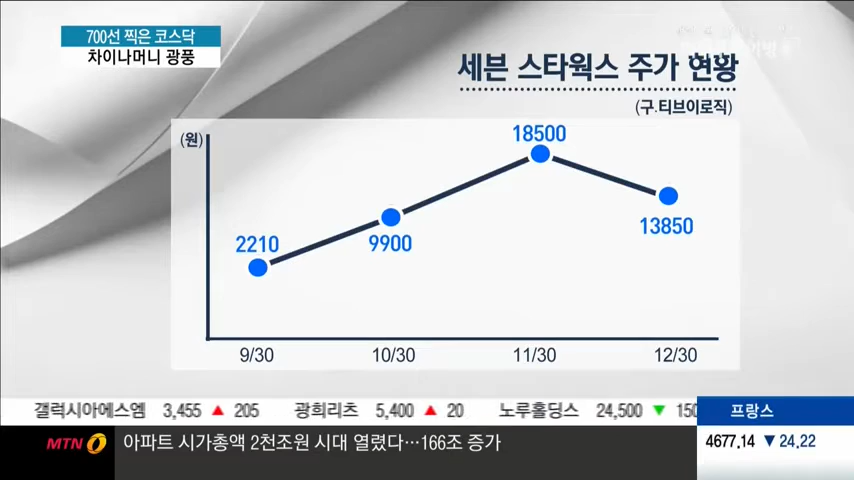 700선 찍은 코스닥
차이나머니 광풍
세븐 스타웍스 주가 현황
(구.티브이로직)
(원)
18500
2210
9900
13850
9/30
10/30
11/30
12/30
갤럭시아에스엠 3,455 ▲ 205 광희리츠 5,400 ▲ 20 노루홀딩스 24,500 ▼ 150
프랑스
4677.14 ▼24.22
MTN 아파트 시가총액 2천조원 시대 열렸다…166조 증가